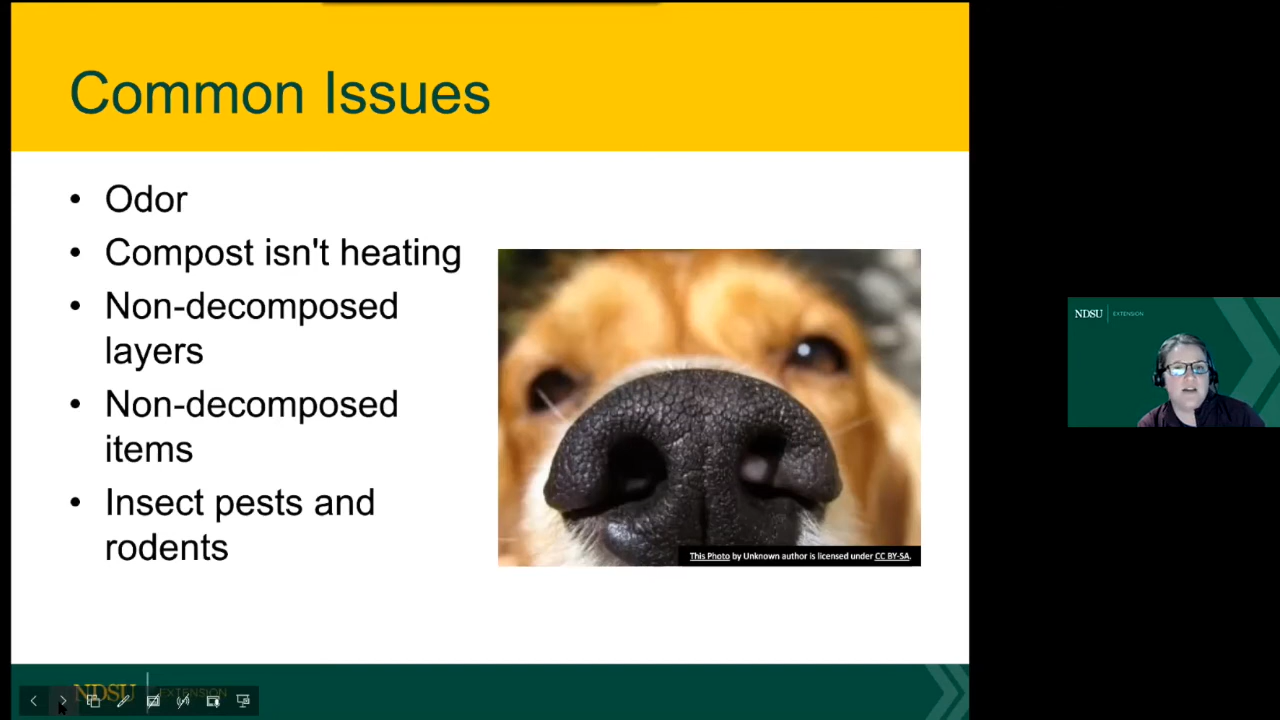 Common Issues
• Odor
• Compost isn't heating
• Non-decomposed
layers
• Non-decomposed
items
• Insect pests and
rodents
This Photo by Unknown author is licensed under CC BY-SA.
NDSU EXTENSION
NDSU EXTENSION